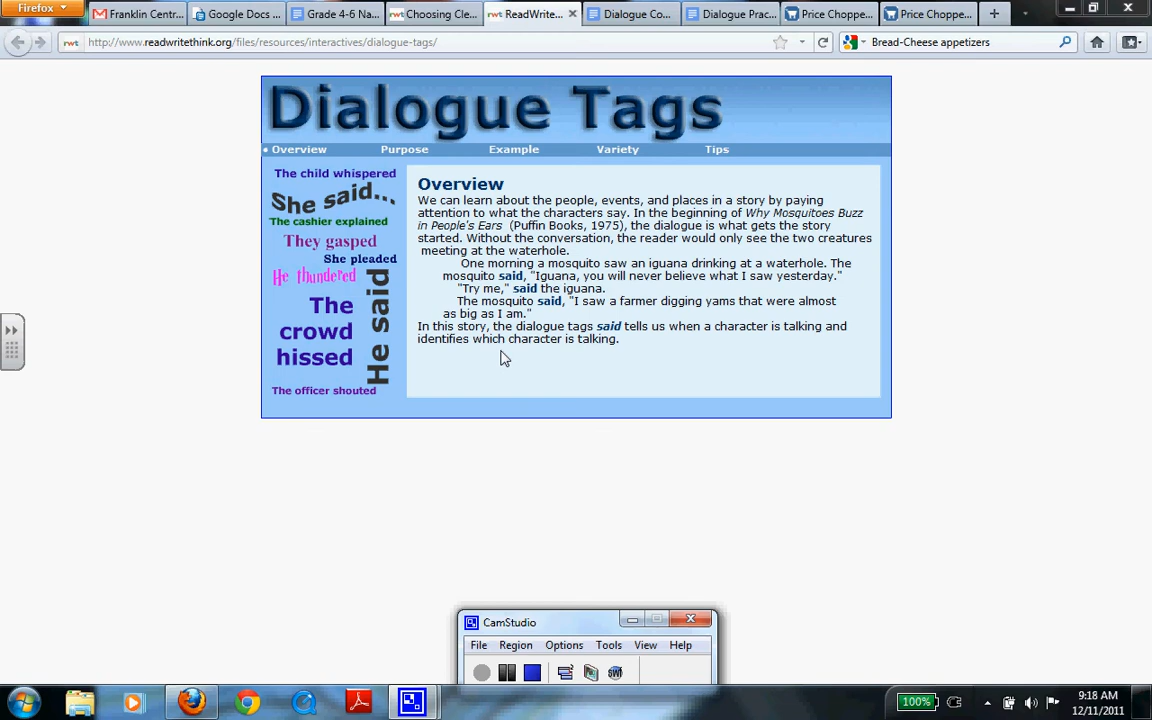 Firefox
Franklin Centr...
Google Docs ...
Grade 4-6 Na...
Choosing Cle...
ReadWrite...
Dialogue Co...
Dialogue Prac...
Price Choppe...
Price Choppe...
http://www.readwritethink.org/files/resources/interactives/dialogue-tags/
Bread-Cheese appetizers
Dialogue Tags
Overview
Purpose
Example
Variety
Tips
The child whispered
She said...
The cashier explained
They gasped
She pleaded
He thundered
The
crowd
hissed
He said
The officer shouted
Overview
We can learn about the people, events, and places in a story by paying
attention to what the characters say. In the beginning of Why Mosquitoes Buzz
in People's Ears (Puffin Books, 1975), the dialogue is what gets the story
started. Without the conversation, the reader would only see the two creatures
meeting at the waterhole.
One morning a mosquito saw an iguana drinking at a waterhole. The
mosquito said, "Iguana, you will never believe what I saw yesterday."
"Try me," said the iguana.
The mosquito said, "I saw a farmer digging yams that were almost
as big as I am."
In this story, the dialogue tags said tells us when a character is talking and
identifies which character is talking.
CamStudio
File
Region
Options
Tools
View
Help
100%
9:18 AM
12/11/2011